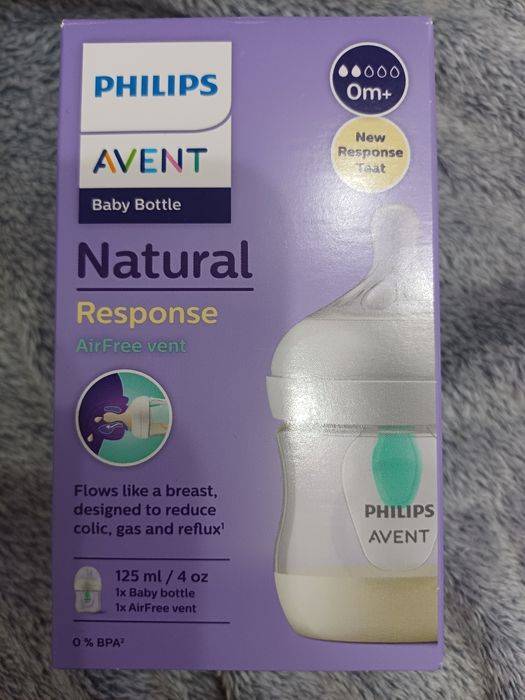 PHILIPS
AVENT
Baby Bottle
0m+
New
Response
Teat
Natural
Response
AirFree vent
Flows like a breast,
designed to reduce
colic, gas and reflux¹
125 ml / 4 oz
1x Baby bottle
1x AirFree vent
0 % BPA²
PHILIPS
AVENT